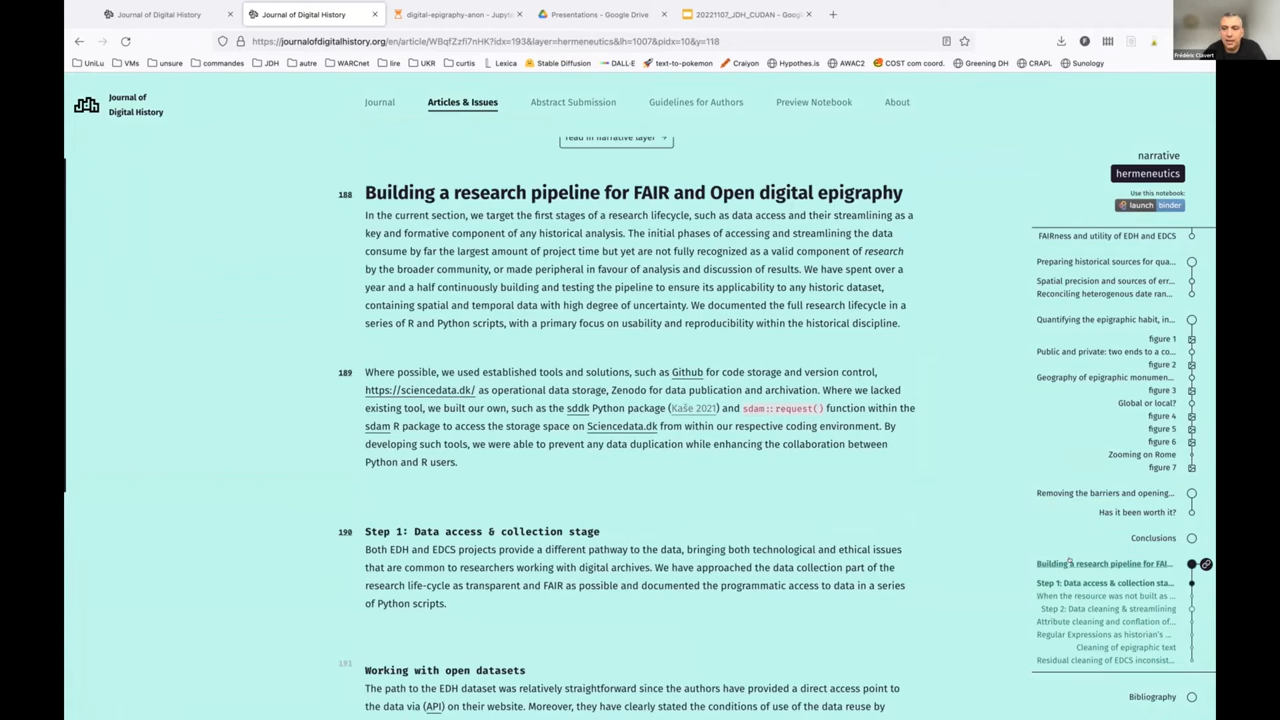 Journal of Digital History
Journal of Digital History
digital-epigraphy-anon - Jupyte
Presentations - Google Drive
20221107_JDH_CUDAN - Goog
https://journalofdigitalhistory.org/en/article/WBqfZzfi7nHK?idx=193&layer=hermeneutics&lh=1007&pidx=10&y=118
Frédéric Clavert
UniLu
VMs
unsure
commandes
JDH
autre
WARCnet
lire
UKR
curtis
Lexica
Stable Diffusion
DALL·E
text-to-pokemon
Craiyon
Hypothes.is
AWAC2
COST com coord.
Greening DH
CRAPL
Sunology
Journal of
Digital History
Journal
Articles & Issues
Abstract Submission
Guidelines for Authors
Preview Notebook
About
read in narrative layer →
188
Building a research pipeline for FAIR and Open digital epigraphy
In the current section, we target the first stages of a research lifecycle, such as data access and their streamlining as a
key and formative component of any historical analysis. The initial phases of accessing and streamlining the data
consume by far the largest amount of project time but yet are not fully recognized as a valid component of research
by the broader community, or made peripheral in favour of analysis and discussion of results. We have spent over a
year and a half continuously building and testing the pipeline to ensure its applicability to any historic dataset,
containing spatial and temporal data with high degree of uncertainty. We documented the full research lifecycle in a
series of R and Python scripts, with a primary focus on usability and reproducibility within the historical discipline.
189
Where possible, we used established tools and solutions, such as Github for code storage and version control,
https://sciencedata.dk/ as operational data storage, Zenodo for data publication and archivation. Where we lacked
existing tool, we built our own, such as the sddk Python package (Kaše 2021) and sdam::request() function within the
sdam R package to access the storage space on Sciencedata.dk from within our respective coding environment. By
developing such tools, we were able to prevent any data duplication while enhancing the collaboration between
Python and R users.
190
Step 1: Data access & collection stage
Both EDH and EDCS projects provide a different pathway to the data, bringing both technological and ethical issues
that are common to researchers working with digital archives. We have approached the data collection part of the
research life-cycle as transparent and FAIR as possible and documented the programmatic access to data in a series
of Python scripts.
191
Working with open datasets
The path to the EDH dataset was relatively straightforward since the authors have provided a direct access point to
the data via (API) on their website. Moreover, they have clearly stated the conditions of use of the data reuse by
narrative
hermeneutics
Use this notebook:
launch binder
FAIRness and utility of EDH and EDCS
Preparing historical sources for qua...
Spatial precision and sources of err...
Reconciling heterogenous date ran...
Quantifying the epigraphic habit, in...
figure 1
Public and private: two ends to a co...
figure 2
Geography of epigraphic monumen...
figure 3
Global or local?
figure 4
figure 5
figure 6
Zooming on Rome
figure 7
Removing the barriers and opening...
Has it been worth it?
Conclusions
Building a research pipeline for FAI...
Step 1: Data access & collection sta...
When the resource was not built as ...
Step 2: Data cleaning & streamlining
Attribute cleaning and conflation of...
Regular Expressions as historian's ...
Cleaning of epigraphic text
Residual cleaning of EDCS inconsist...
Bibliography